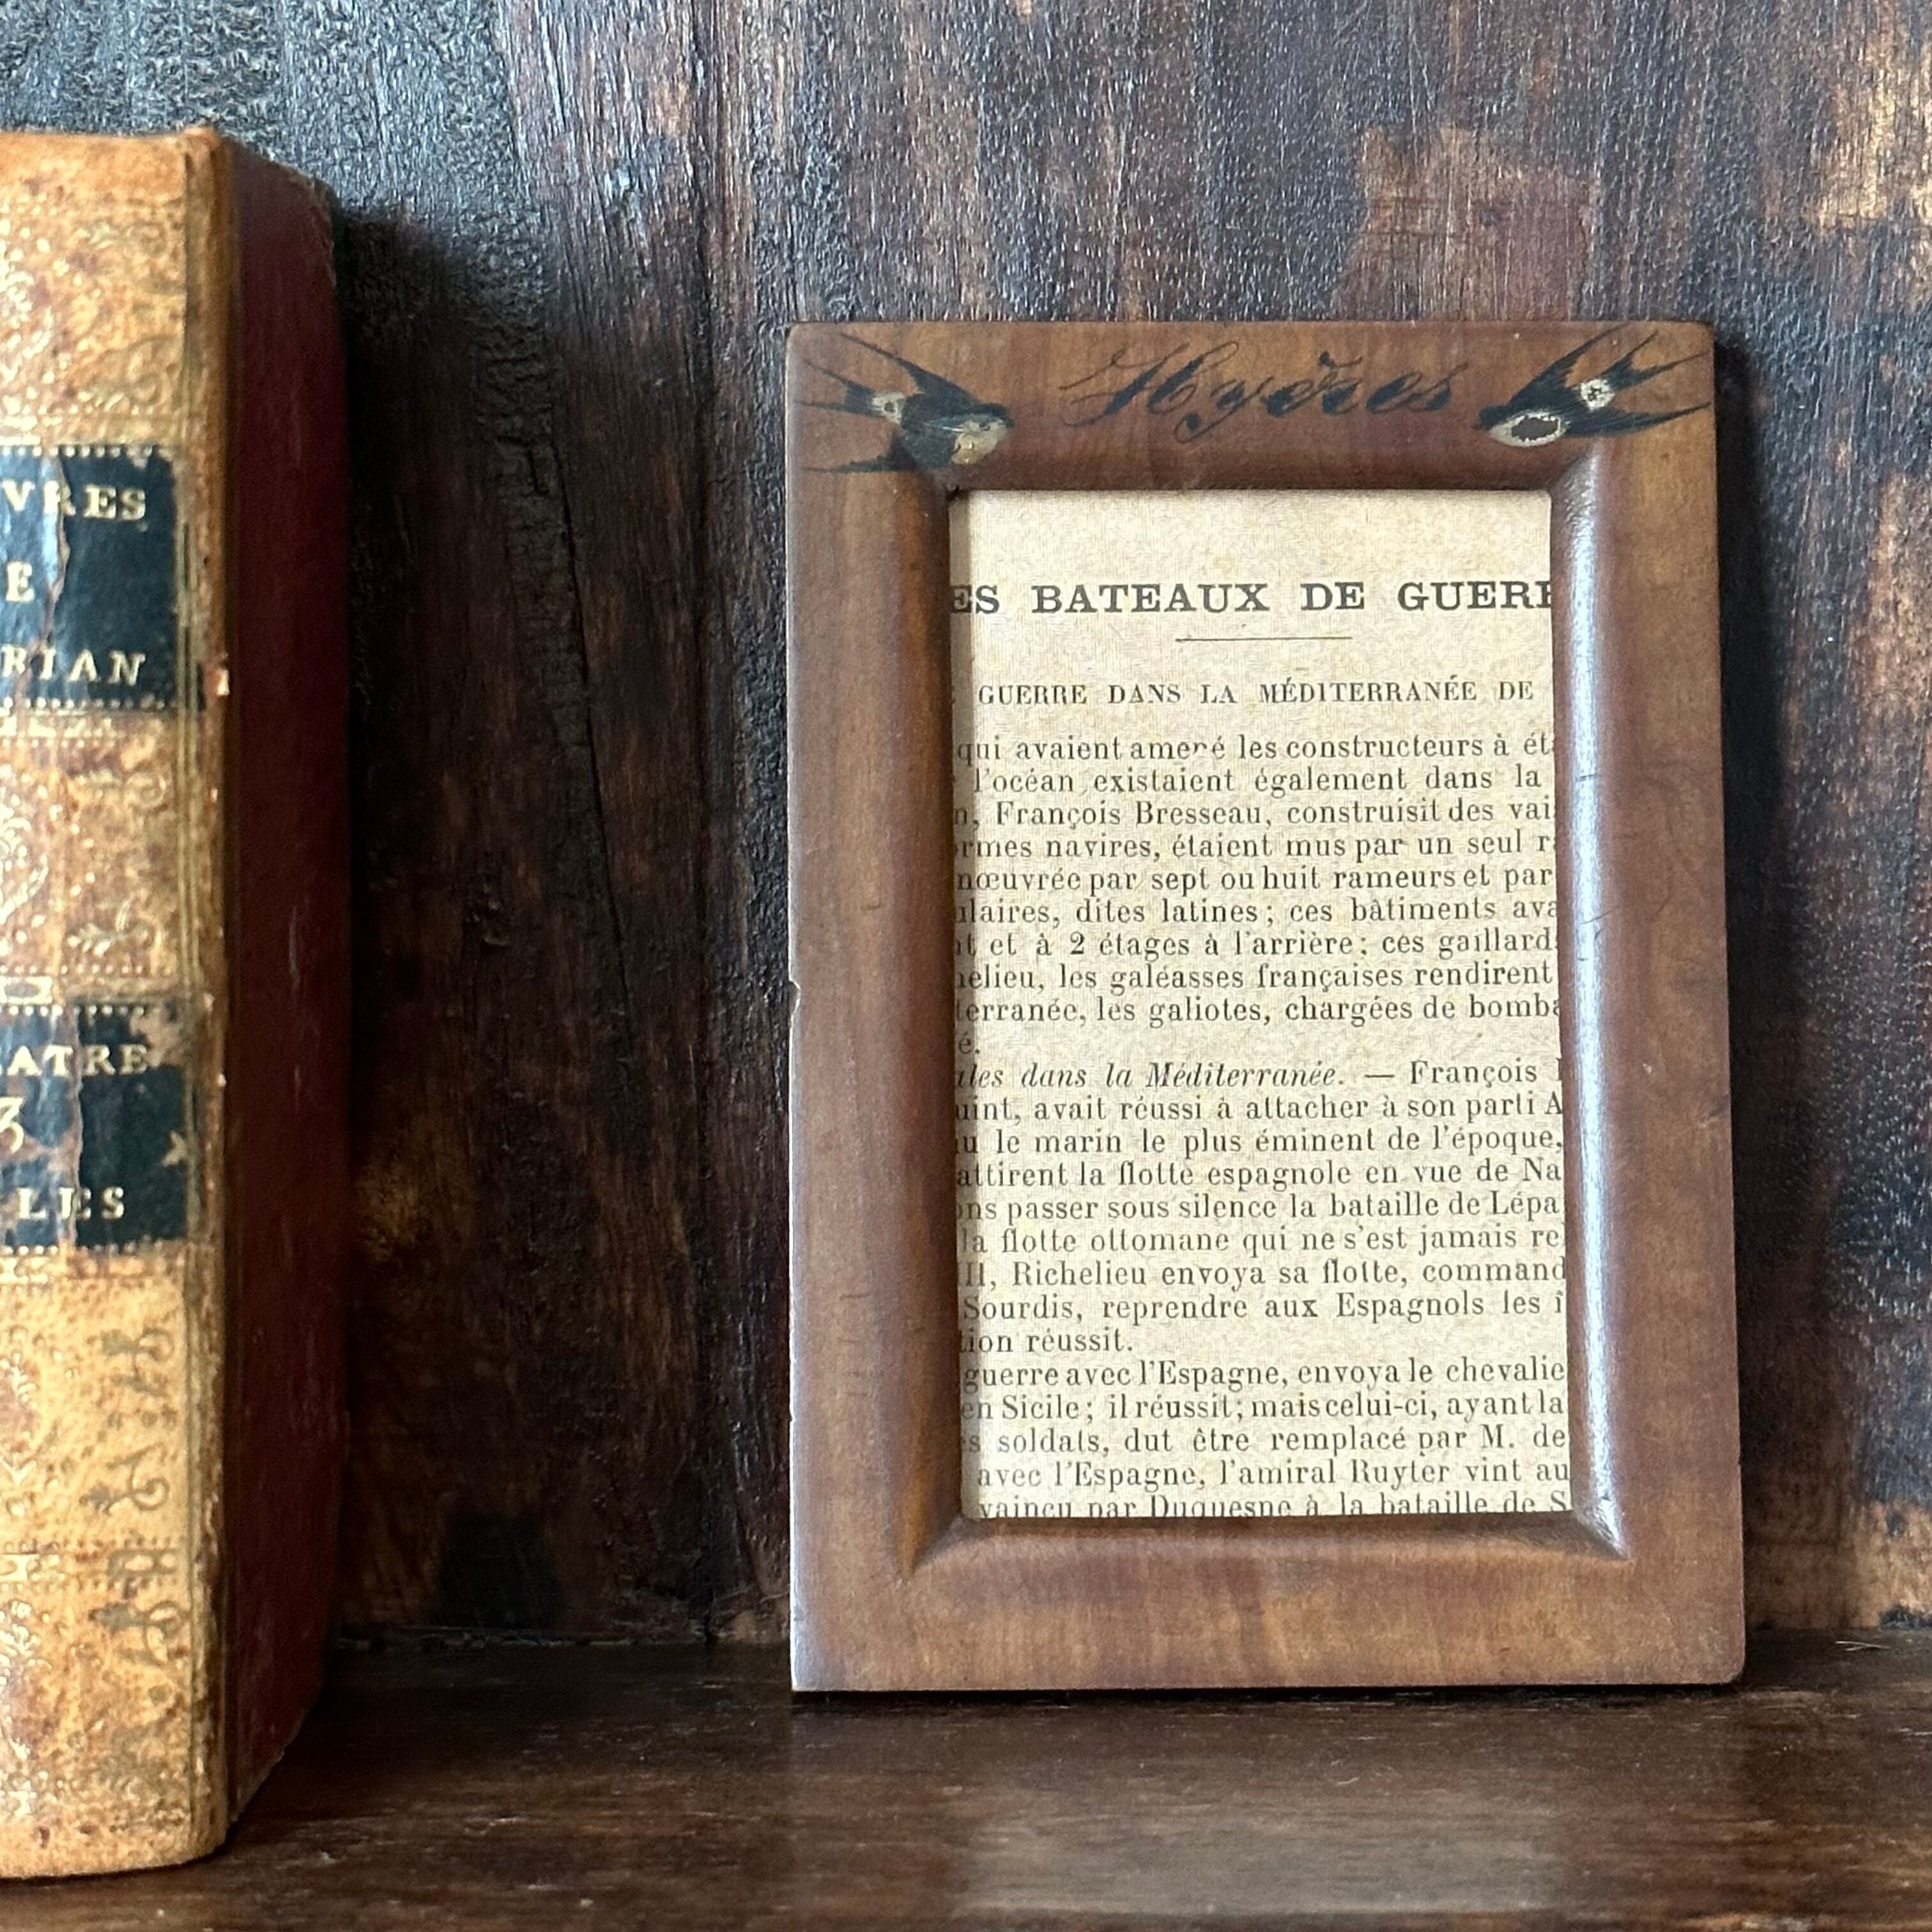 VRES
E
RIAN
ATRE
3
LES
Hyères
ES BATEAUX DE GUER
GUERRE DANS LA MÉDITERRANÉE DE
qui avaient amené les constructeurs à ét
l'océan existaient également dans la
n, François Bresseau, construisit des vai
rmes navires, étaient mus par un seul r
nœuvrée par sept ou huit rameurs et par
ulaires, dites latines; ces bâtiments ava
t et à 2 étages à l'arrière; ces gaillard
elieu, les galéasses françaises rendirent
terranée, les galiotes, chargées de bomba
é.
les dans la Méditerranée. — François
uint, avait réussi à attacher à son parti A
u le marin le plus éminent de l'époque,
attirent la flotte espagnole en vue de Na
ns passer sous silence la bataille de Lépa
la flotte ottomane qui ne s'est jamais re
II, Richelieu envoya sa flotte, command
Sourdis, reprendre aux Espagnols les î
tion réussit.
guerre avec l'Espagne, envoya le chevalie
en Sicile; il réussit; mais celui-ci, ayant la
s soldats, dut être remplacé par M. de
avec l'Espagne, l'amiral Ruyter vint au
vaincu par Duquesne à la bataille de S